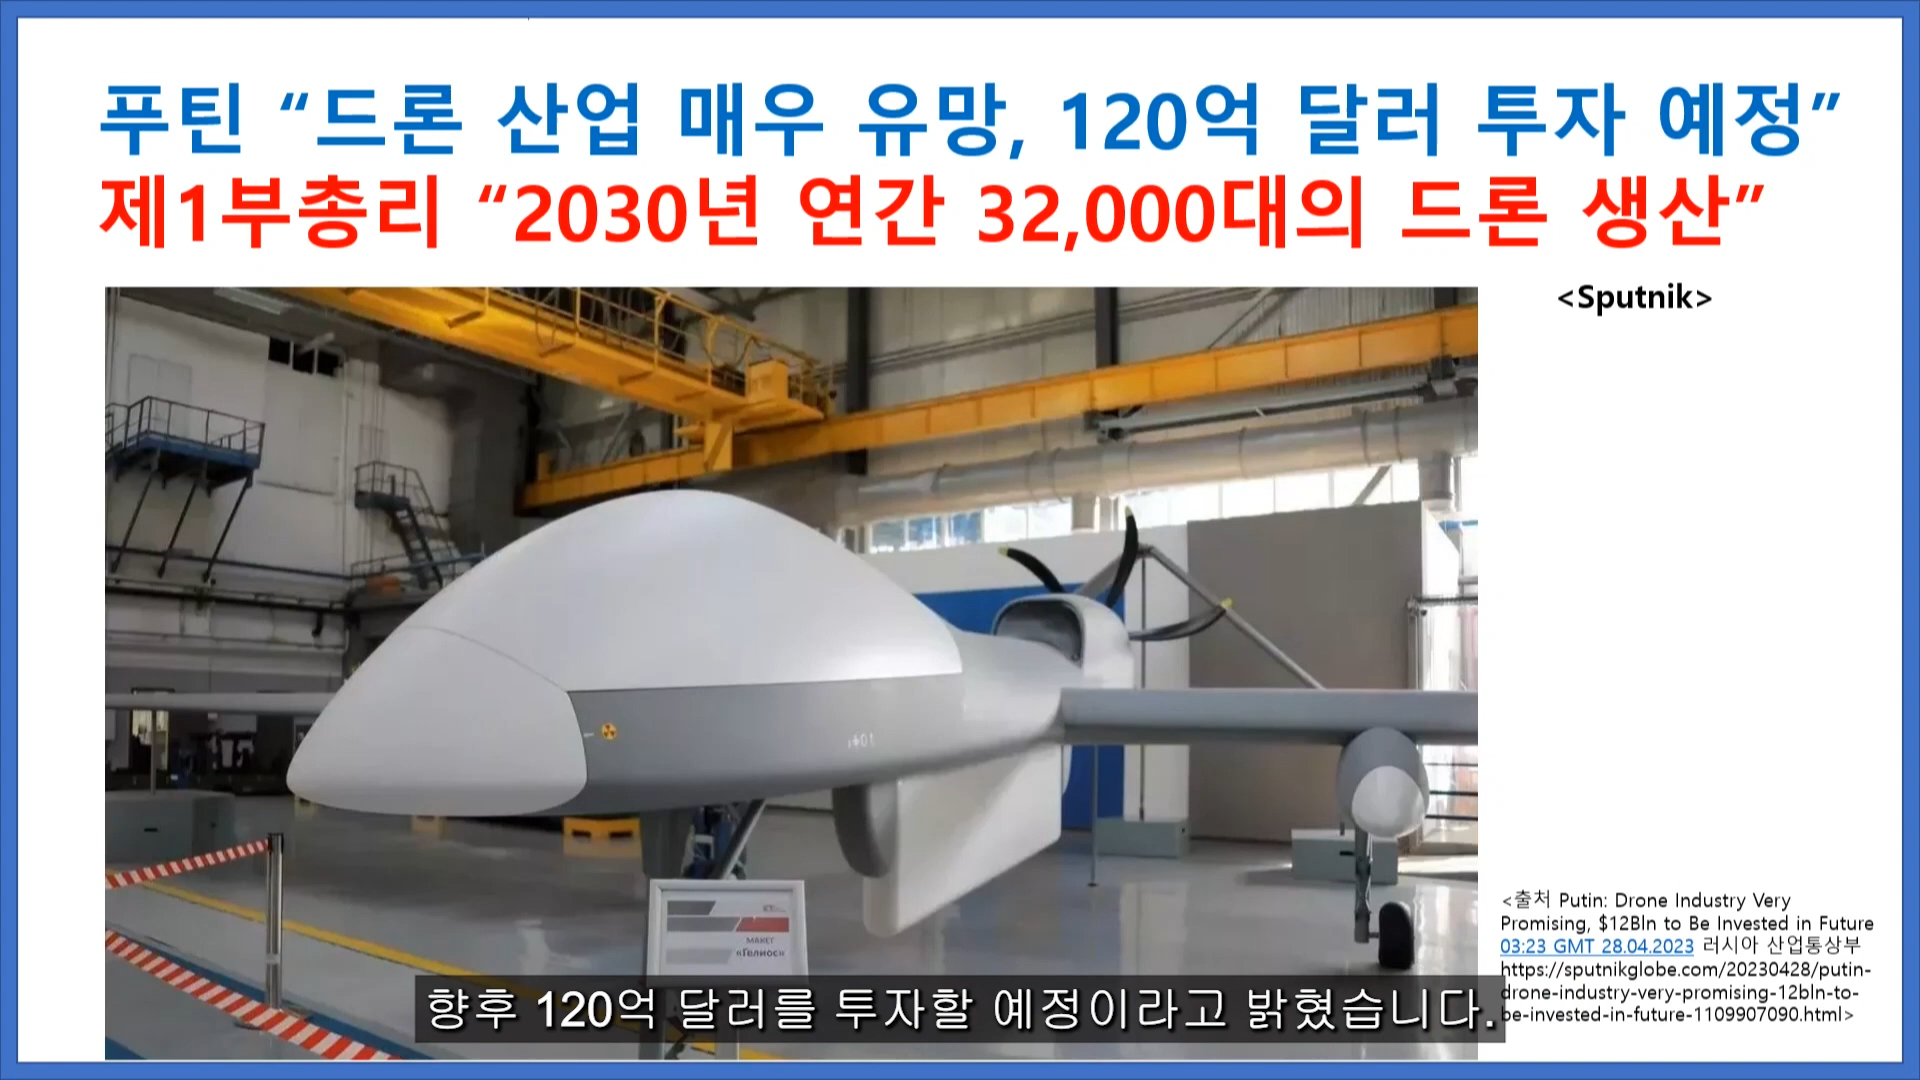 푸틴 “드론 산업 매우 유망, 120억 달러 투자 예정”
제1부총리 “2030년 연간 32,000대의 드론 생산”
<Sputnik>
МАКЕТ
«Гелиос»
<출처 Putin: Drone Industry Very
Promising, $12Bln to Be Invested in Future
03:23 GMT 28.04.2023 러시아 산업통상부
https://sputnikglobe.com/20230428/putin-
drone-industry-very-promising-12bln-to-
be-invested-in-future-1109907090.html>
향후 120억 달러를 투자할 예정이라고 밝혔습니다.